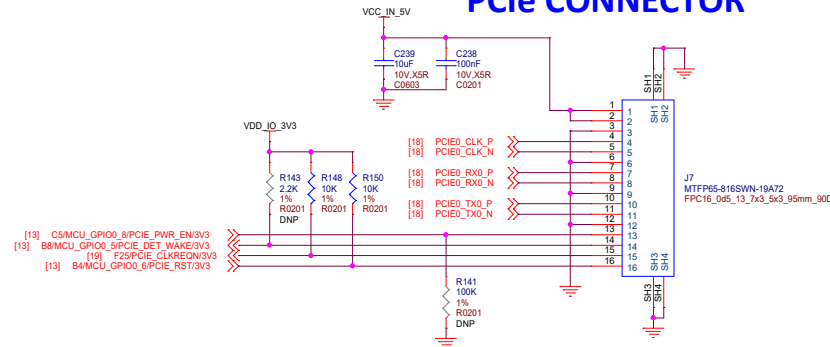 PCIe CONNECTOR
VCC_IN_5V
C239
10uF
10V,X5R
C0603
C238
100nF
10V,X5R
C0201
VDD_IO_3V3
R143
2.2K
1%
R0201
DNP
R148
10K
1%
R0201
R150
10K
1%
R0201
[18] PCIE0_CLK_P
[18] PCIE0_CLK_N
[18] PCIE0_RX0_P
[18] PCIE0_RX0_N
[18] PCIE0_TX0_P
[18] PCIE0_TX0_N
[13] C5/MCU_GPIO0_8/PCIE_PWR_EN/3V3
[13] B8/MCU_GPIO0_5/PCIE_DET_WAKE/3V3
[19] F25/PCIE_CLKREQN/3V3
[13] B4/MCU_GPIO0_6/PCIE_RST/3V3
R141
100K
1%
R0201
DNP
SH1
SH2
SH1
SH2
1 1
2 2
3 3
4 4
5 5
6 6
7 7
8 8
9 9
10 10
11 11
12 12
13 13
14 14
15 15
16 16
SH3
SH4
SH3
SH4
J7
MTFP65-816SWN-19A72
FPC16_0d5_13_7x3_5x3_95mm_90D